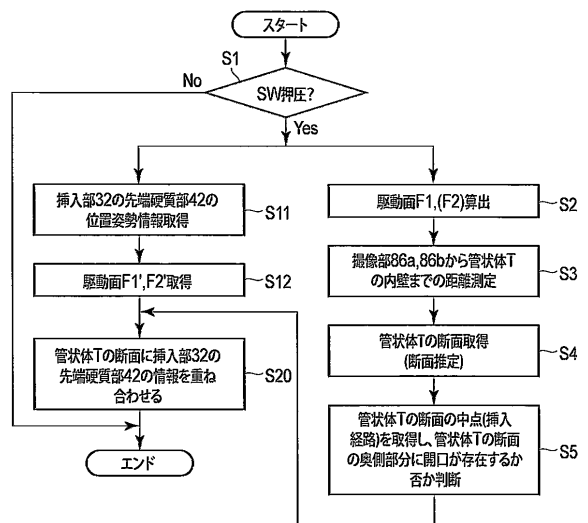 スタート
S1
No
SW押圧?
Yes
挿入部32の先端硬質部42の
位置姿勢情報取得
S11
駆動面F1',F2'取得
S12
管状体Tの断面に挿入部32の
先端硬質部42の情報を重ね
合わせる
S20
エンド
駆動面F1,(F2)算出
S2
撮像部86a,86bから管状体T
の内壁までの距離測定
S3
管状体Tの断面取得
(断面推定)
S4
管状体Tの断面の中点(挿入
経路)を取得し、管状体Tの断面
の奥側部分に開口が存在するか
否か判断
S5